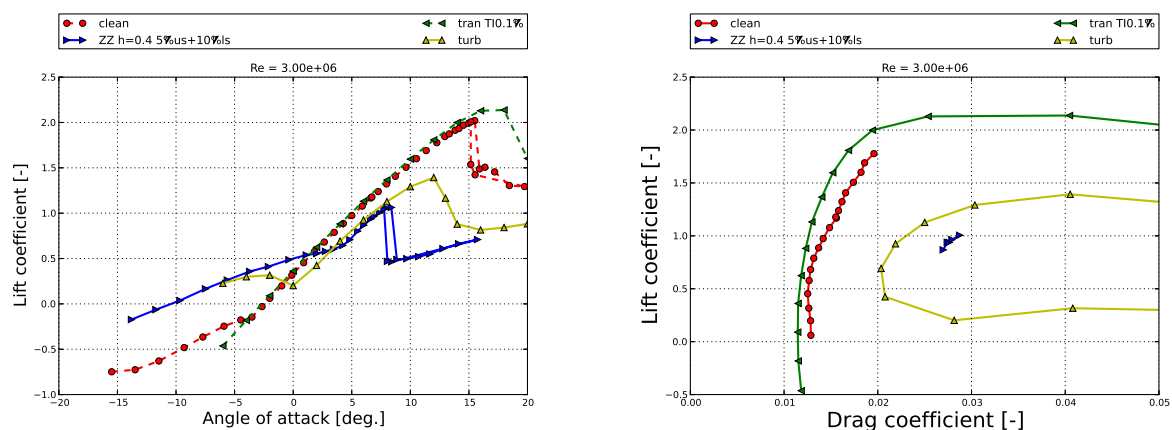 clean
tran TI0.1%
ZZ h=0.4 5%us+10%ls
turb
Re = 3.00e+06
2.5
2.0
1.5
1.0
0.5
0.0
−0.5
−1.0
−20
−15
−10
−5
0
5
10
15
20
Lift coefficient [-]
Angle of attack [deg.]
clean
tran TI0.1%
ZZ h=0.4 5%us+10%ls
turb
Re = 3.00e+06
2.5
2.0
1.5
1.0
0.5
0.0
−0.5
0.00
0.01
0.02
0.03
0.04
0.05
Lift coefficient [-]
Drag coefficient [-]